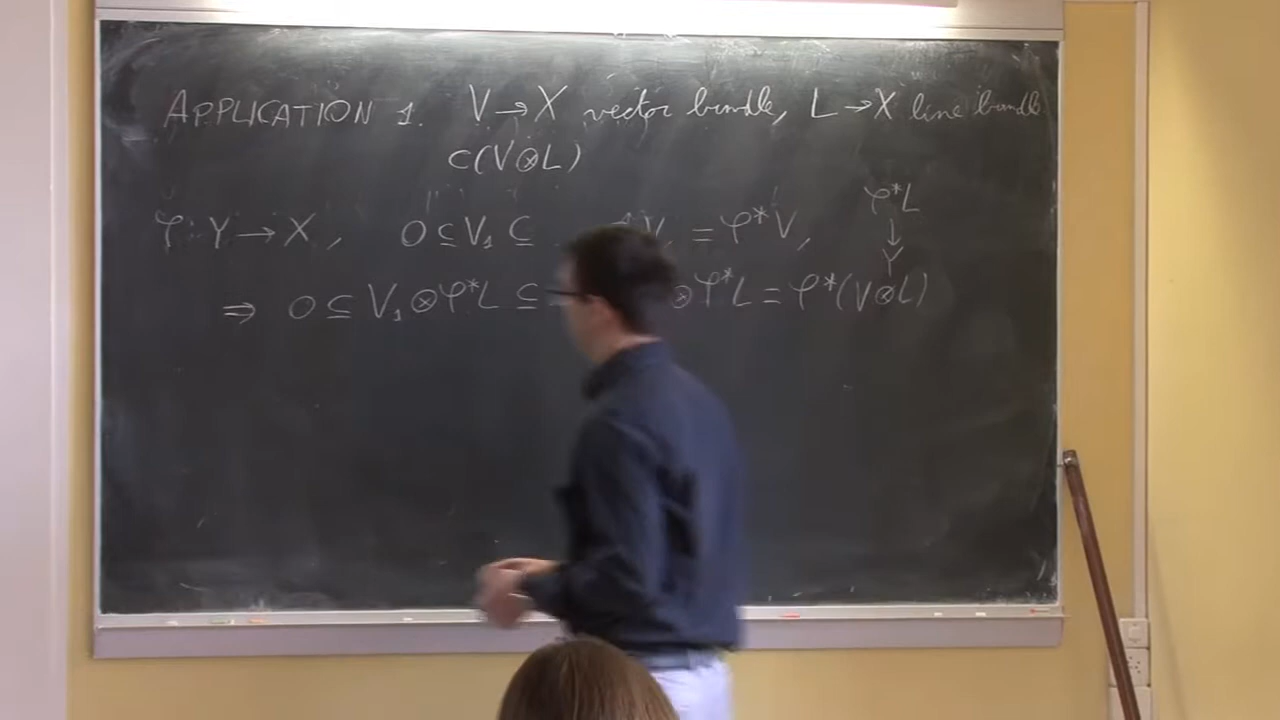 APPLICATION 1. V → X vector bundle, L → X line bundle
c(V⊗L)
φ*L
↓
φ: Y → X, 0 ⊆ V₁ ⊆ = φ*V, Y
⇒ 0 ⊆ V₁⊗φ*L ⊆ ⊗φ*L = φ*(V⊗L)